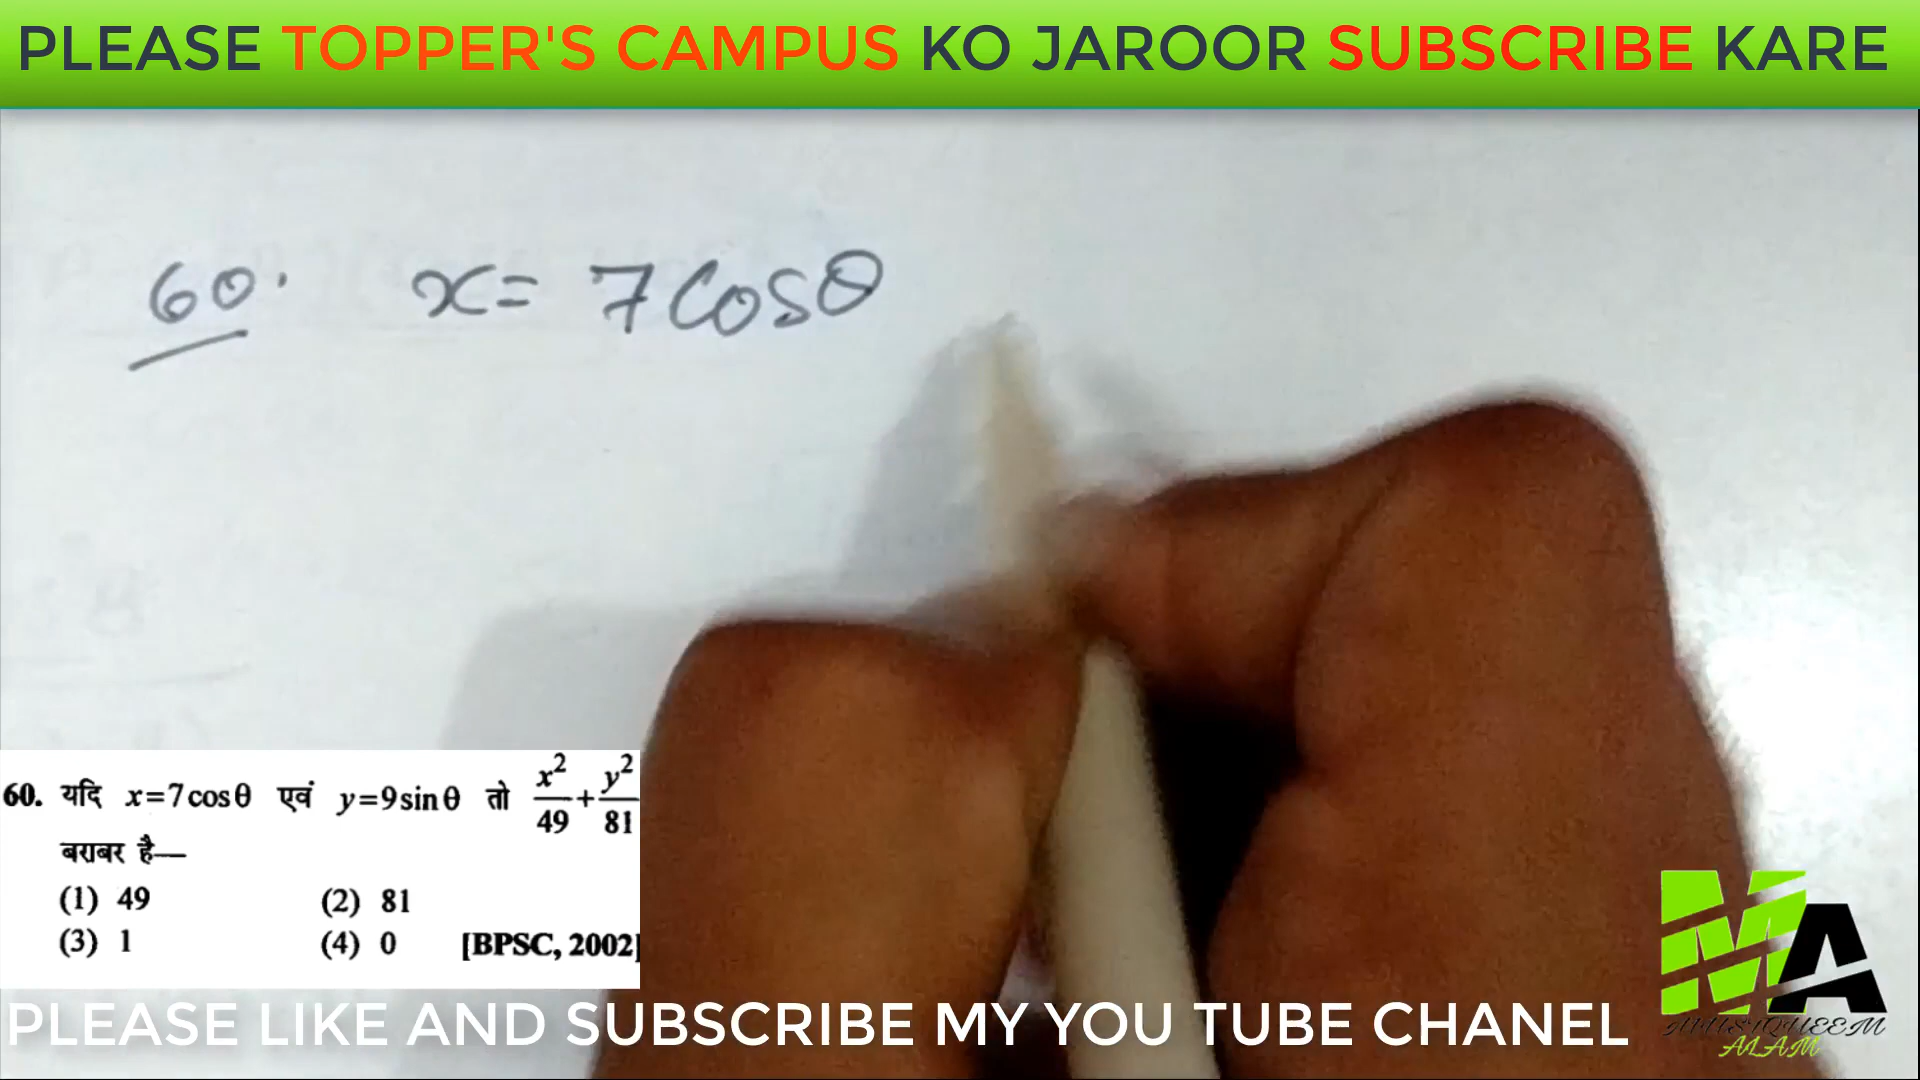 PLEASE TOPPER'S CAMPUS KO JAROOR SUBSCRIBE KARE
60. x = 7 cosθ
60. यदि x=7cosθ एवं y=9sinθ तो x²/49 + y²/81
बराबर है—
(1) 49 (2) 81
(3) 1 (4) 0 [BPSC, 2002]
PLEASE LIKE AND SUBSCRIBE MY YOU TUBE CHANEL
MA
ALAM